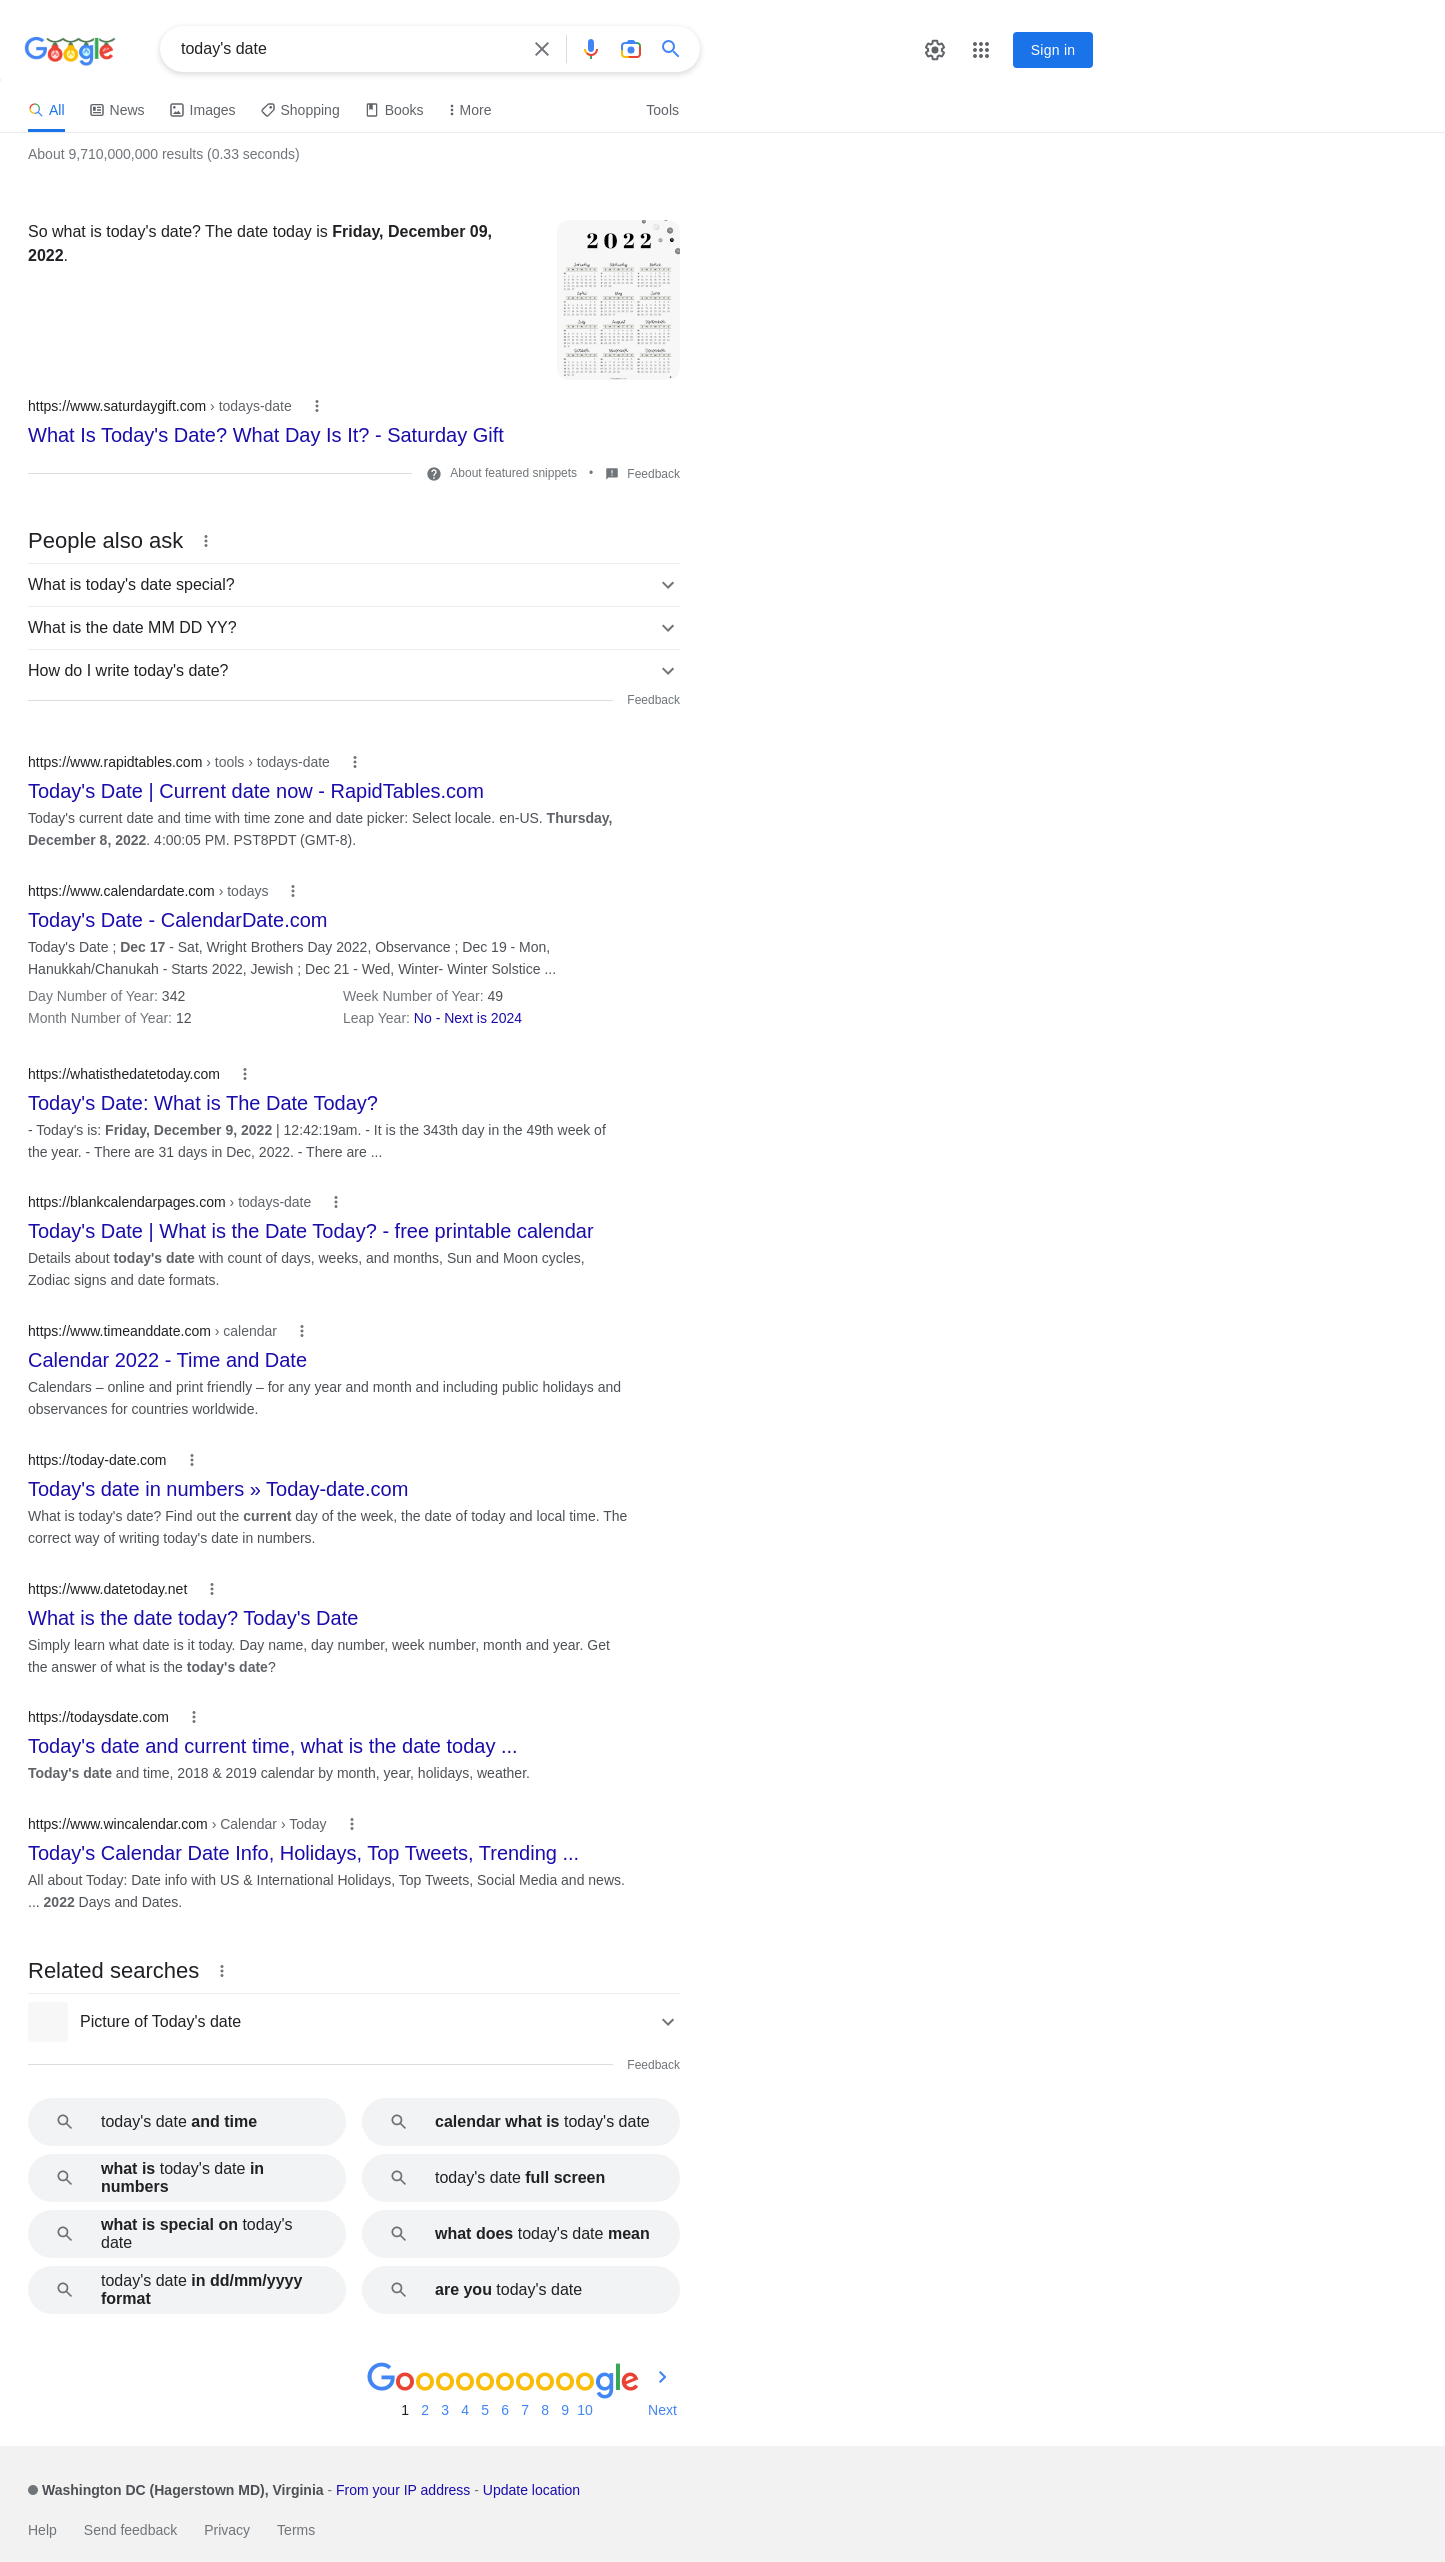 Google
today's date
Sign in
All
News
Images
Shopping
Books
More
Tools
About 9,710,000,000 results (0.33 seconds)
So what is today's date? The date today is Friday, December 09,
2022.
2022
https://www.saturdaygift.com › todays-date
What Is Today's Date? What Day Is It? - Saturday Gift
About featured snippets • Feedback
People also ask
What is today's date special?
What is the date MM DD YY?
How do I write today's date?
Feedback
https://www.rapidtables.com › tools › todays-date
Today's Date | Current date now - RapidTables.com
Today's current date and time with time zone and date picker: Select locale. en-US. Thursday,
December 8, 2022. 4:00:05 PM. PST8PDT (GMT-8).
https://www.calendardate.com › todays
Today's Date - CalendarDate.com
Today's Date ; Dec 17 - Sat, Wright Brothers Day 2022, Observance ; Dec 19 - Mon,
Hanukkah/Chanukah - Starts 2022, Jewish ; Dec 21 - Wed, Winter- Winter Solstice ...
Day Number of Year: 342 Week Number of Year: 49
Month Number of Year: 12 Leap Year: No - Next is 2024
https://whatisthedatetoday.com
Today's Date: What is The Date Today?
- Today's is: Friday, December 9, 2022 | 12:42:19am. - It is the 343th day in the 49th week of
the year. - There are 31 days in Dec, 2022. - There are ...
https://blankcalendarpages.com › todays-date
Today's Date | What is the Date Today? - free printable calendar
Details about today's date with count of days, weeks, and months, Sun and Moon cycles,
Zodiac signs and date formats.
https://www.timeanddate.com › calendar
Calendar 2022 - Time and Date
Calendars – online and print friendly – for any year and month and including public holidays and
observances for countries worldwide.
https://today-date.com
Today's date in numbers » Today-date.com
What is today's date? Find out the current day of the week, the date of today and local time. The
correct way of writing today's date in numbers.
https://www.datetoday.net
What is the date today? Today's Date
Simply learn what date is it today. Day name, day number, week number, month and year. Get
the answer of what is the today's date?
https://todaysdate.com
Today's date and current time, what is the date today ...
Today's date and time, 2018 & 2019 calendar by month, year, holidays, weather.
https://www.wincalendar.com › Calendar › Today
Today's Calendar Date Info, Holidays, Top Tweets, Trending ...
All about Today: Date info with US & International Holidays, Top Tweets, Social Media and news.
... 2022 Days and Dates.
Related searches
Picture of Today's date
Feedback
today's date and time
calendar what is today's date
what is today's date in
numbers
today's date full screen
what is special on today's
date
what does today's date mean
today's date in dd/mm/yyyy
format
are you today's date
Goooooooooogle
1 2 3 4 5 6 7 8 9 10 Next
Washington DC (Hagerstown MD), Virginia - From your IP address - Update location
Help Send feedback Privacy Terms